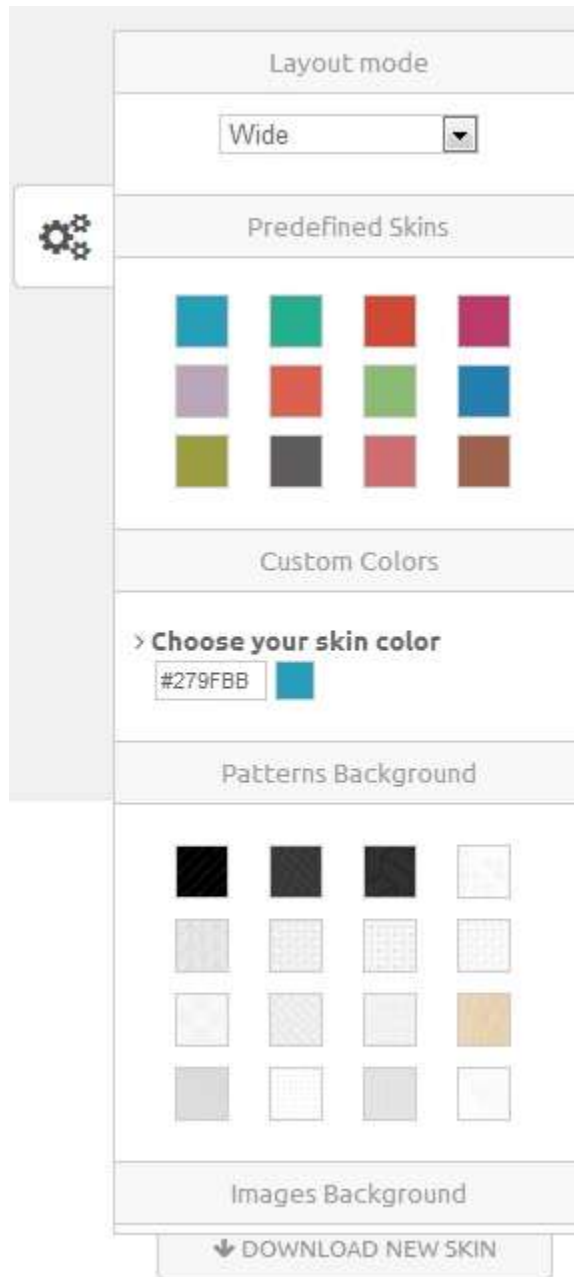 Layout mode
Wide
Predefined Skins
Custom Colors
> Choose your skin color
#279FBB
Patterns Background
Images Background
DOWNLOAD NEW SKIN